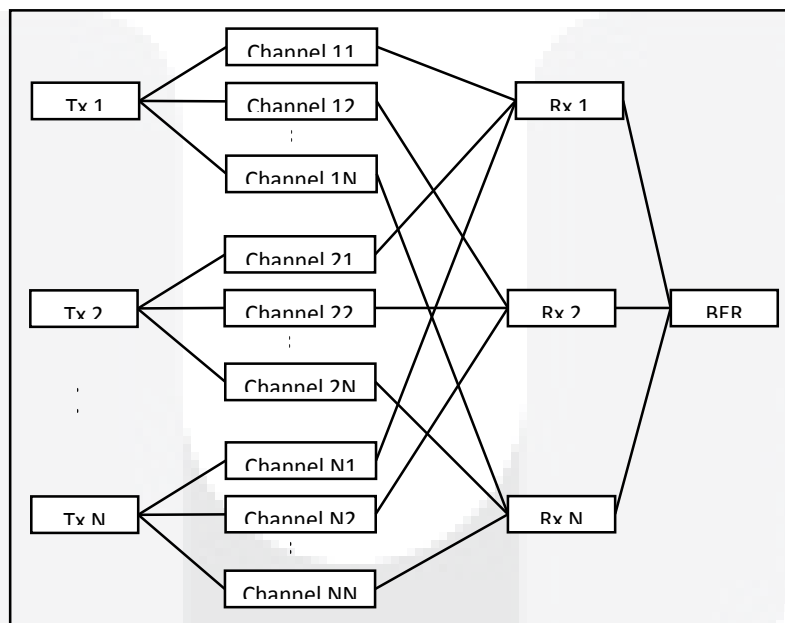 Channel 11
Tx 1
Channel 12
Rx 1
Channel 1N
Channel 21
Tx 2
Channel 22
Rx 2
BER
Channel 2N
Channel N1
Tx N
Channel N2
Rx N
Channel NN